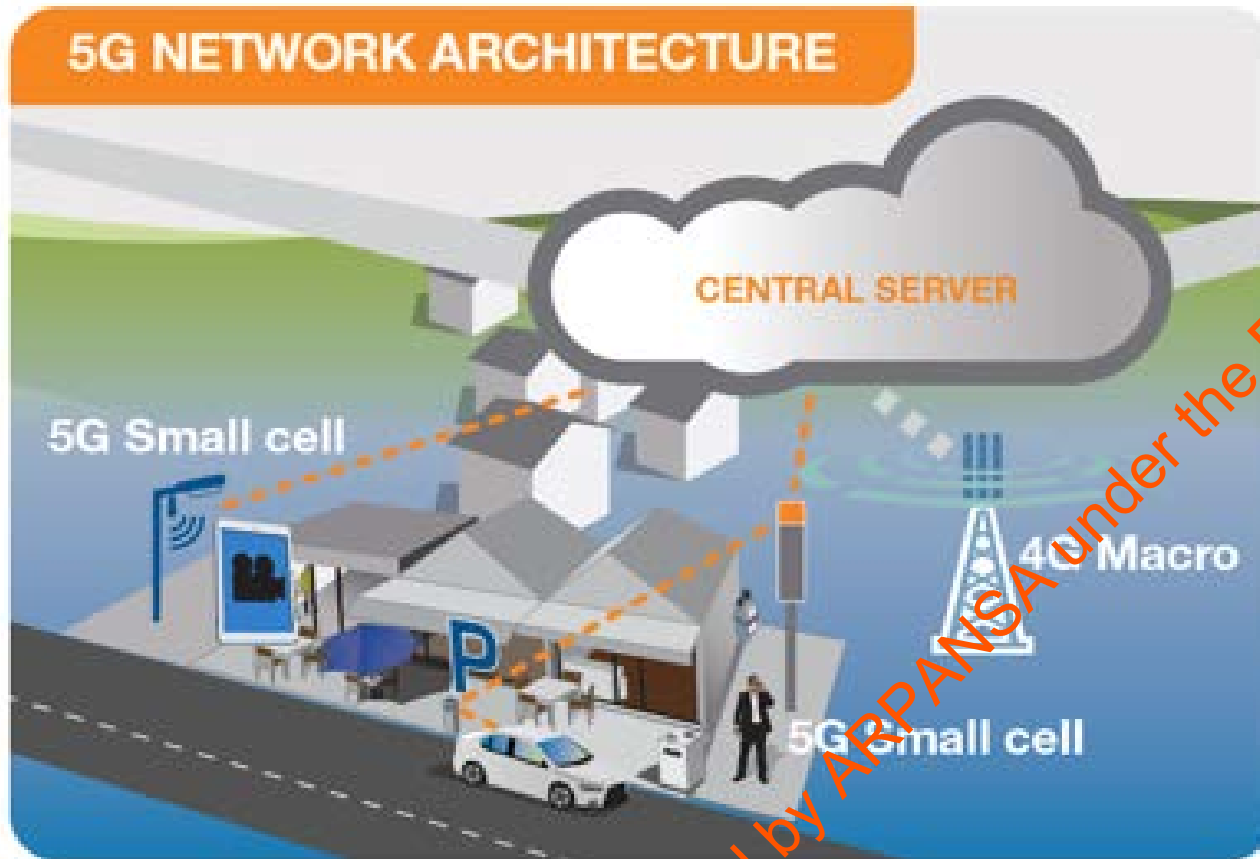 5G NETWORK ARCHITECTURE
CENTRAL SERVER
5G Small cell
4G Macro
P
5G Small cell
by ARPANSA under the